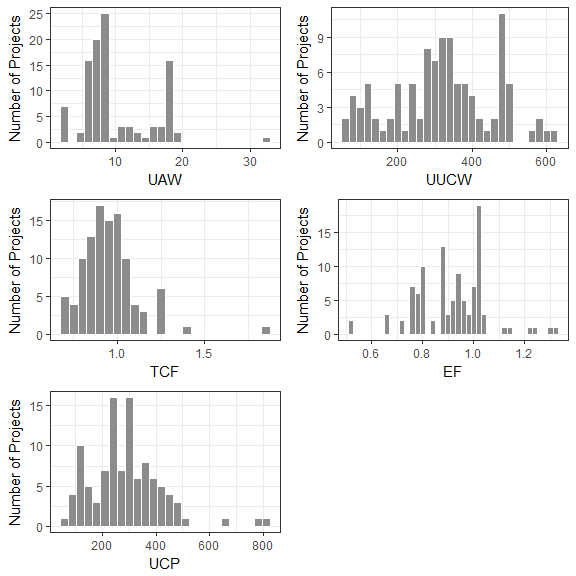 Number of Projects
25
20
15
10
5
0
10 20 30
UAW
Number of Projects
9
6
3
0
200 400 600
UUCW
Number of Projects
15
10
5
0
1.0 1.5
TCF
Number of Projects
15
10
5
0
0.6 0.8 1.0 1.2
EF
Number of Projects
15
10
5
0
200 400 600 800
UCP